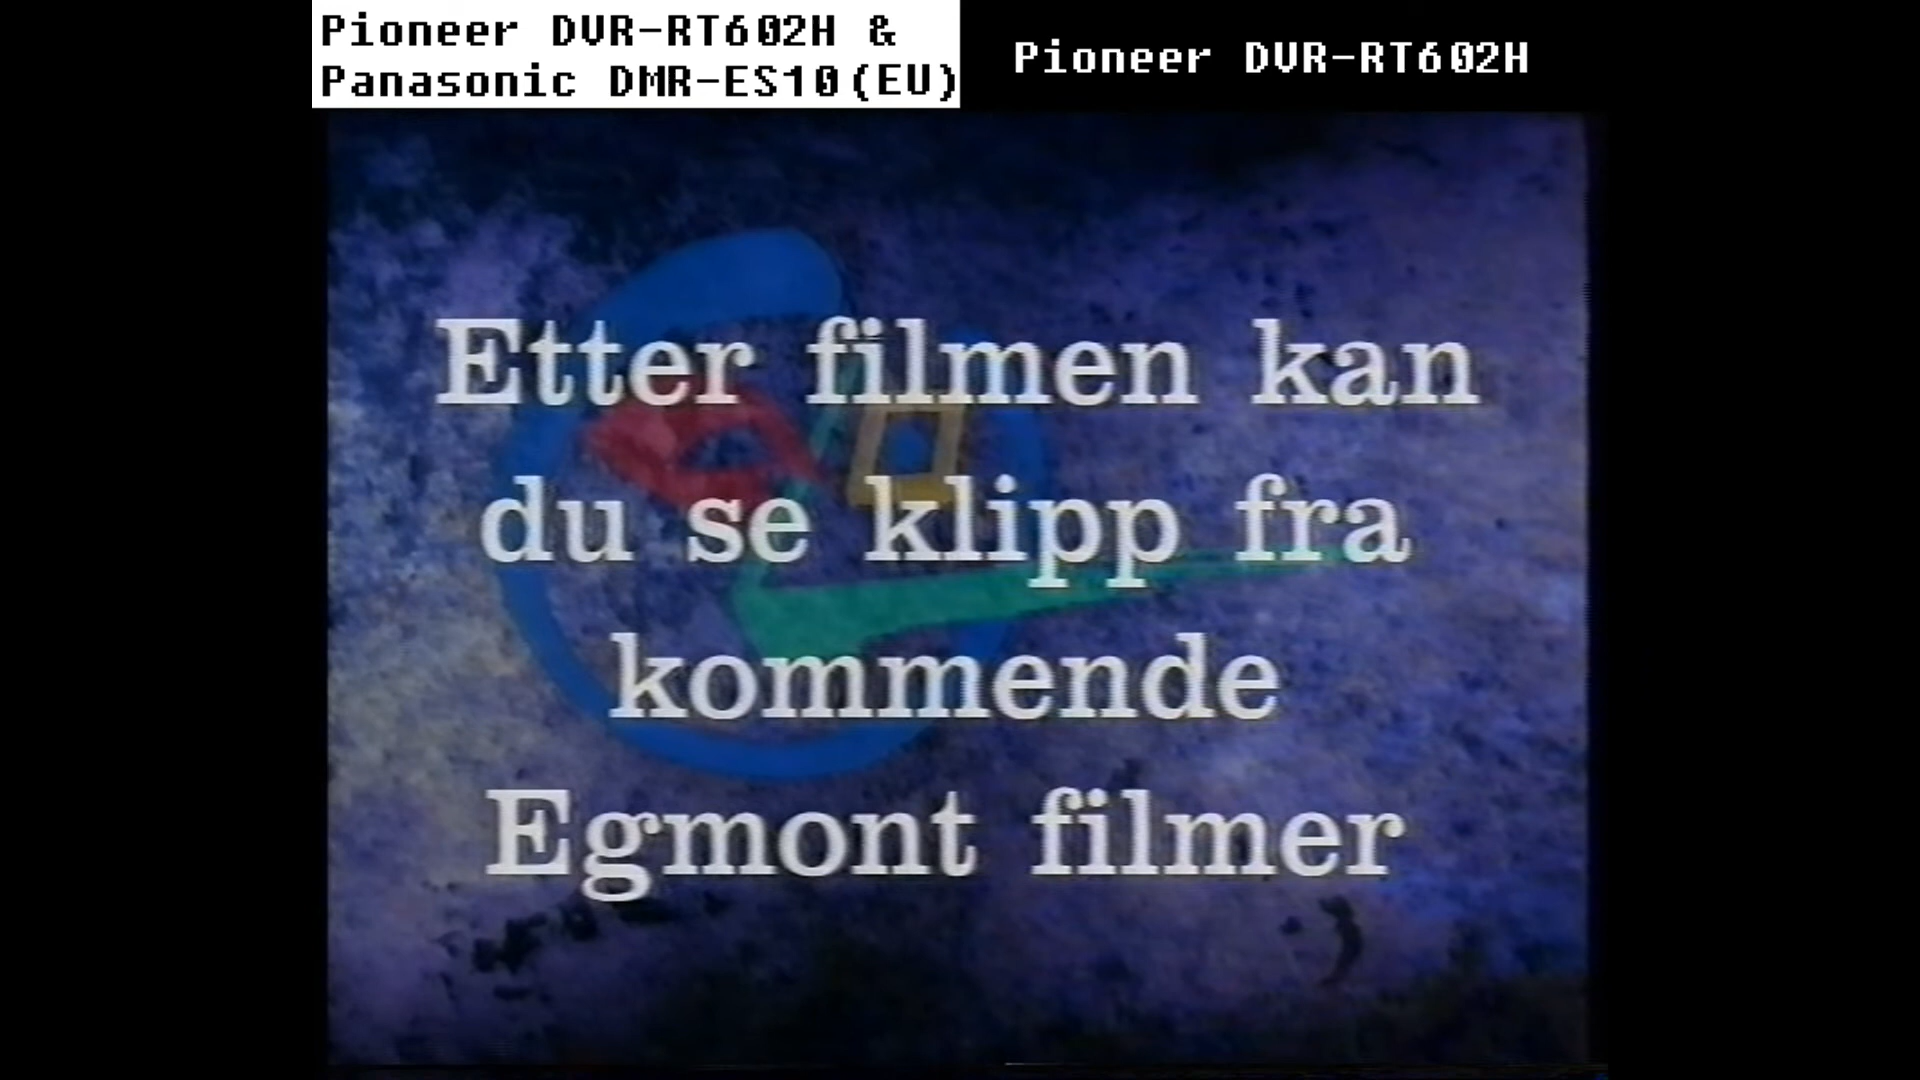 Pioneer DVR-RT602H &
Panasonic DMR-ES10(EU)
Pioneer DVR-RT602H
Etter filmen kan
du se klipp fra
kommende
Egmont filmer